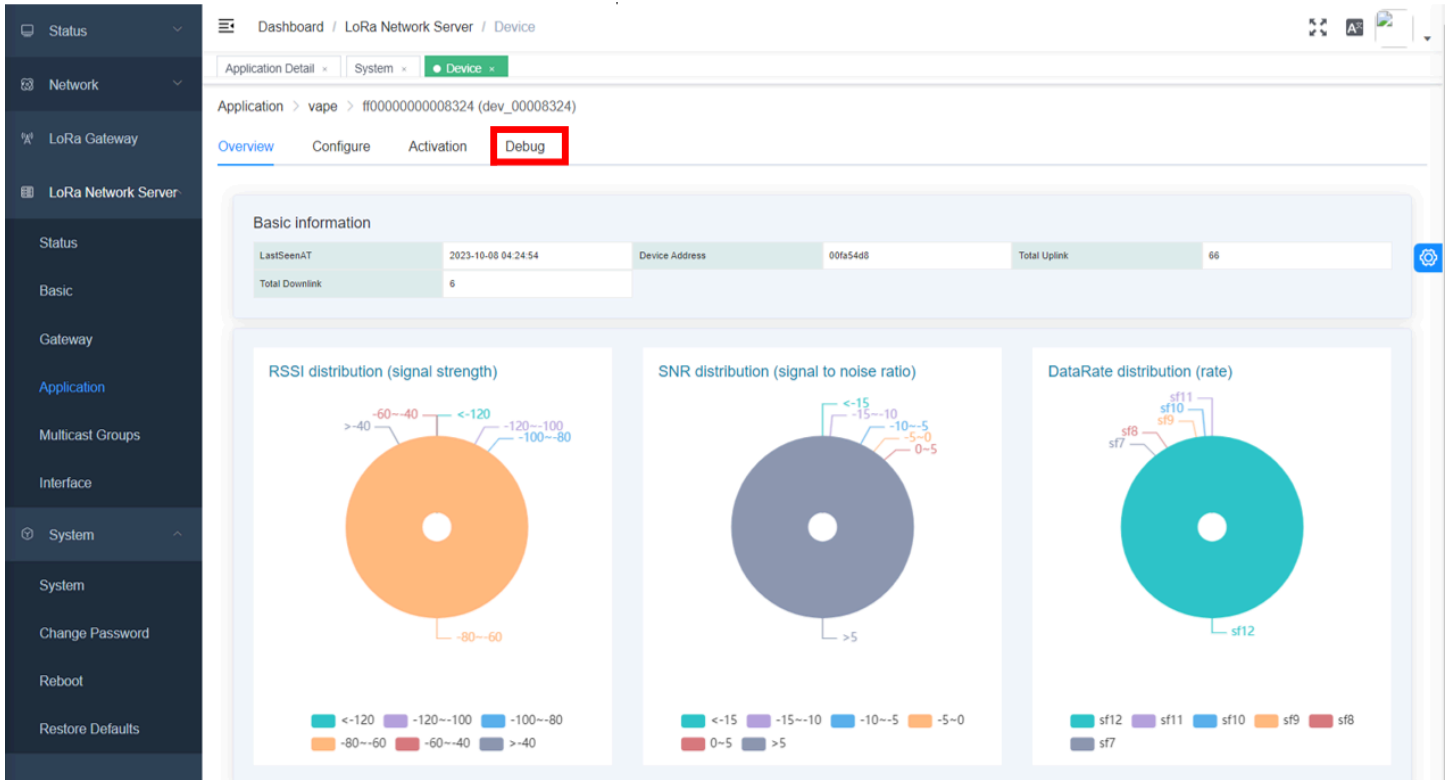 Status
Network
LoRa Gateway
LoRa Network Server
Status
Basic
Gateway
Application
Multicast Groups
Interface
System
System
Change Password
Reboot
Restore Defaults
Dashboard / LoRa Network Server / Device
Application Detail × System × Device ×
Application > vape > ff00000000008324 (dev_00008324)
Overview Configure Activation Debug
Basic information
LastSeenAT 2023-10-08 04:24:54 Device Address 00fa54d8 Total Uplink 66
Total Downlink 6
RSSI distribution (signal strength)
-60~-40 <-120
>-40 -120~-100
-100~-80
-80~-60
<-120 -120~-100 -100~-80
-80~-60 -60~-40 >-40
SNR distribution (signal to noise ratio)
<-15
-15~-10
-10~-5
-5~0
0~5
>5
<-15 -15~-10 -10~-5 -5~0
0~5 >5
DataRate distribution (rate)
sf11
sf10
sf9
sf8
sf7
sf12
sf12 sf11 sf10 sf9 sf8
sf7